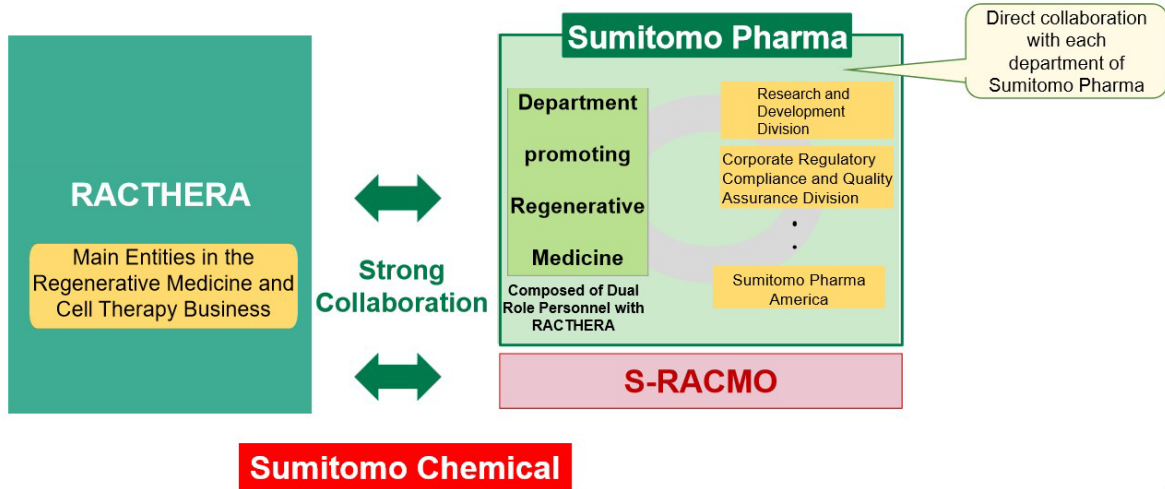 RACTHERA
Main Entities in the
Regenerative Medicine and
Cell Therapy Business
Strong
Collaboration
Sumitomo Pharma
Department
promoting
Regenerative
Medicine
Composed of Dual
Role Personnel with
RACTHERA
Research and
Development
Division
Corporate Regulatory
Compliance and Quality
Assurance Division
Sumitomo Pharma
America
Direct collaboration
with each
department of
Sumitomo Pharma
S-RACMO
Sumitomo Chemical